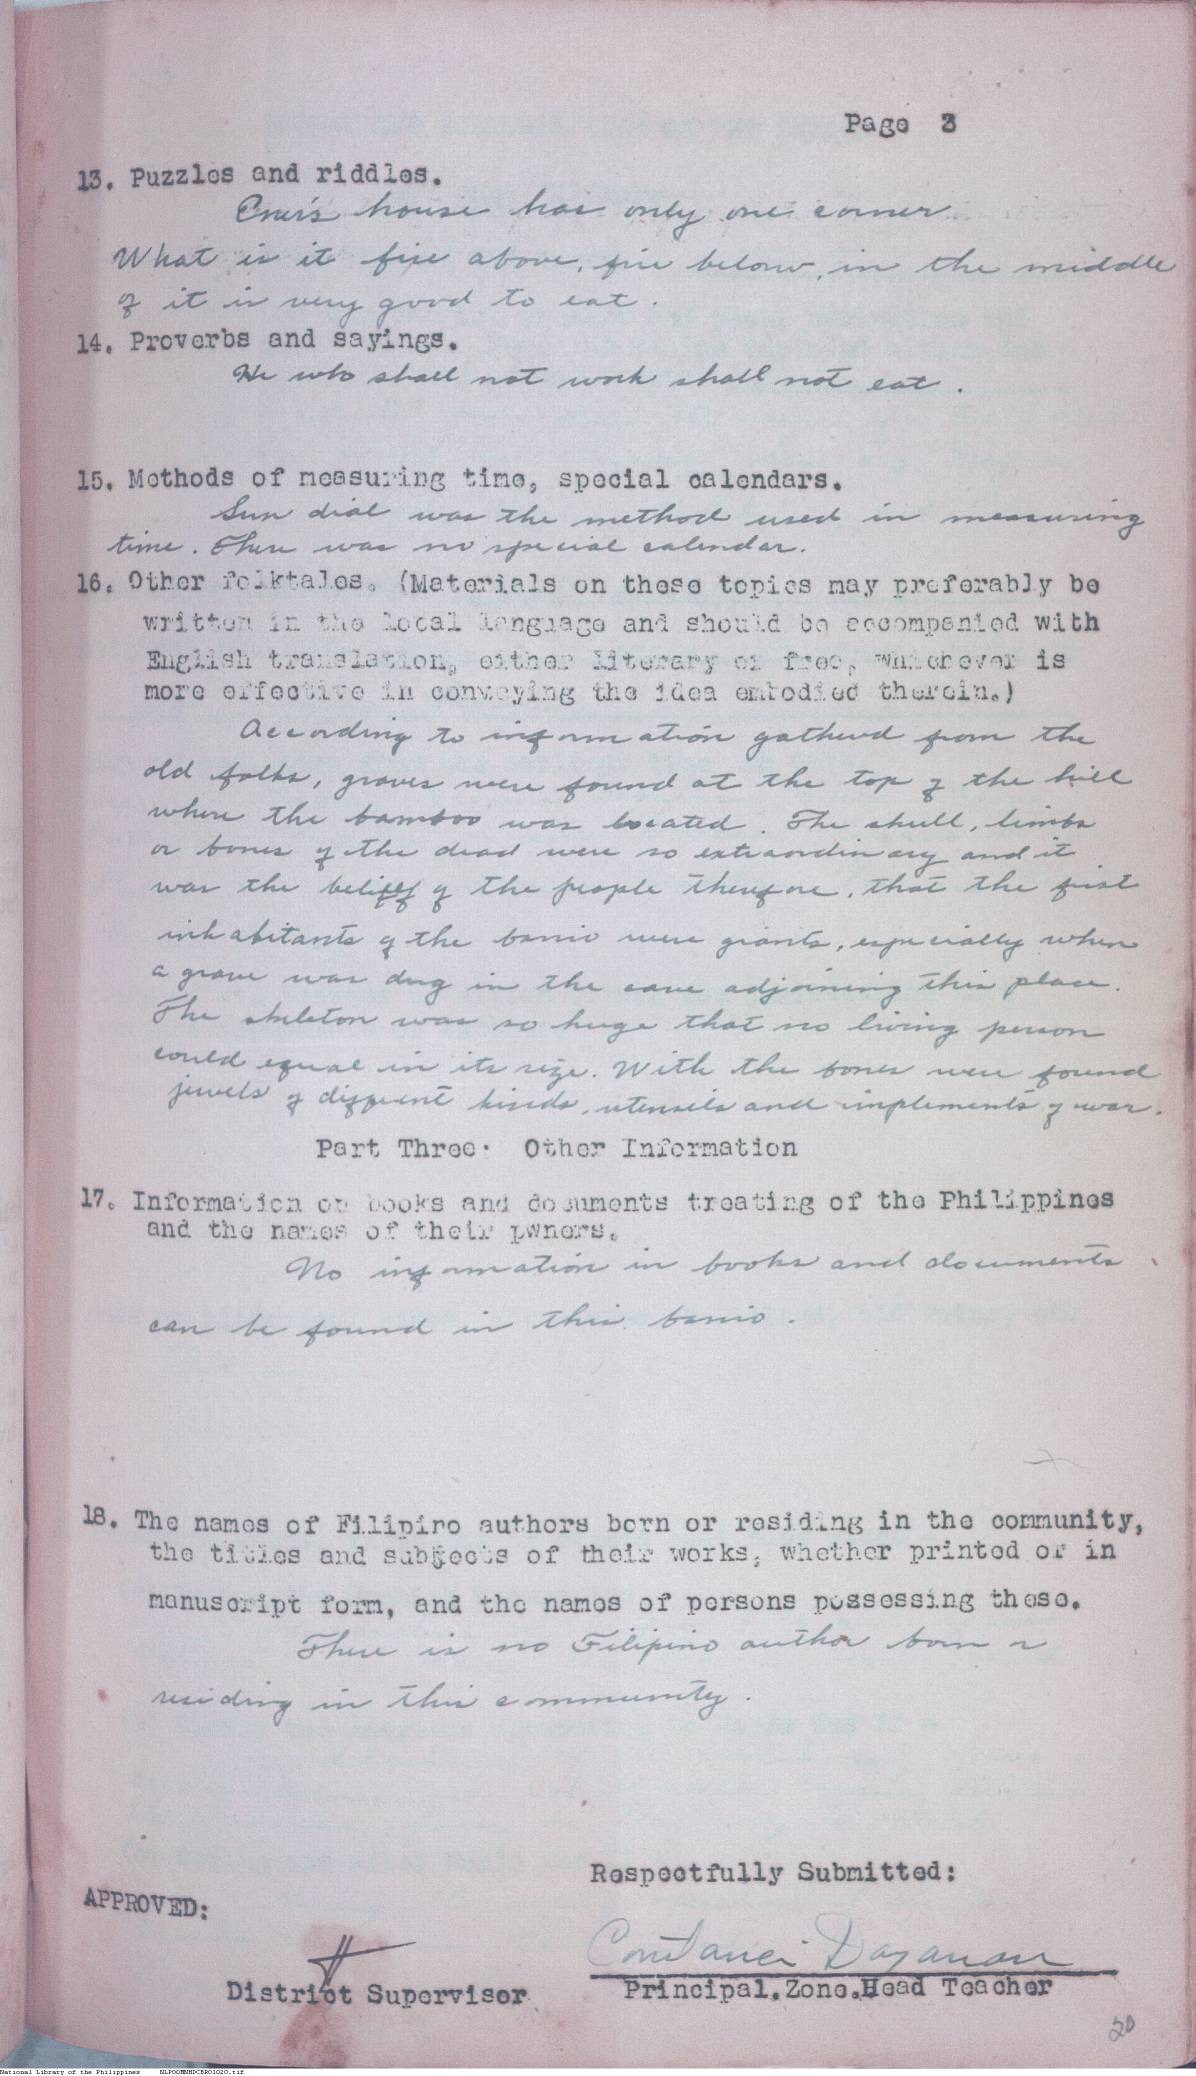 Page 3
13. Puzzles and riddles.
house has only one corner
What is it fire above, fire below, in the middle
of it is very good to eat.
14. Proverbs and sayings.
He who shall not work shall not eat.
15. Methods of measuring time, special calendars.
Sun dial was the method used in measuring
time. There was no special calendar.
16. Other folktales. (Materials on these topics may preferably be
written in the local language and should be accompanied with
English translation, either literary or free, whichever is
more effective in conveying the idea embodied therein.)
According to information gatherd from the
old folks, graves were found at the top of the hill
where the bamboo was located. The skull, limbs
or bones of the dead were so extraordinary and it
was the belief of the people therefore, that the first
inhabitants of the barrio were giants, especially when
a grave was dug in the cave adjoining this place.
The skeleton was so huge that no living person
could equal in its size. With the bones were found
jewels of different kinds, utensils and implements of war.
Part Three. Other Information
17. Information on books and documents treating of the Philippines
and the names of their pwners.
No information in books and documents
can be found in this barrio.
18. The names of Filipino authors born or residing in the community,
the titles and subjects of their works, whether printed or in
manuscript form, and the names of persons possessing these.
There is no Filipino author born or
residing in this community.
Respectfully Submitted:
APPROVED:
District Supervisor
Principal.Zone.Head Teacher
20
National Library of the Philippines